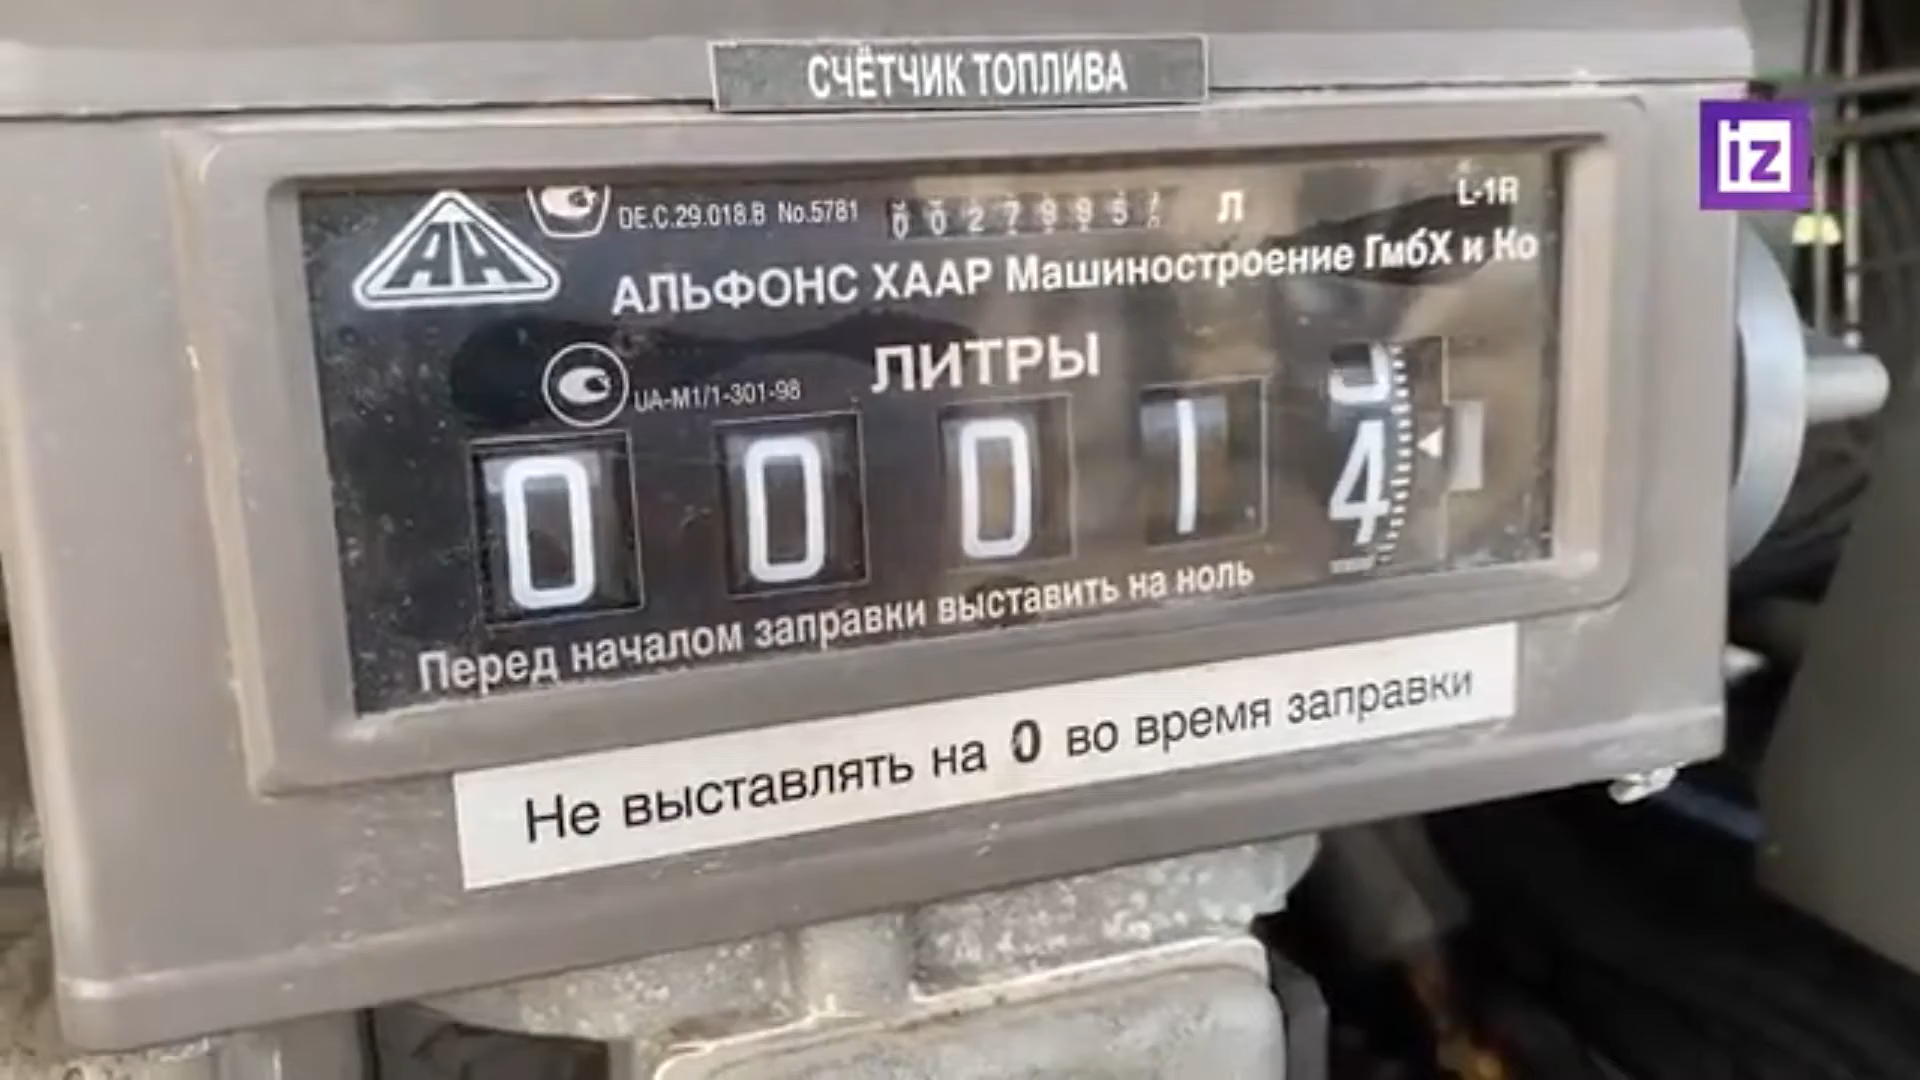 СЧЁТЧИК ТОПЛИВА
iz
DE.C.29.018.B No.5781 0027995 Л L-1R
АЛЬФОНС ХААР Машиностроение ГмбХ и Ко
ЛИТРЫ
UA-M1/1-301-98
0 0 0 1 4
Перед началом заправки выставить на ноль
Не выставлять на 0 во время заправки